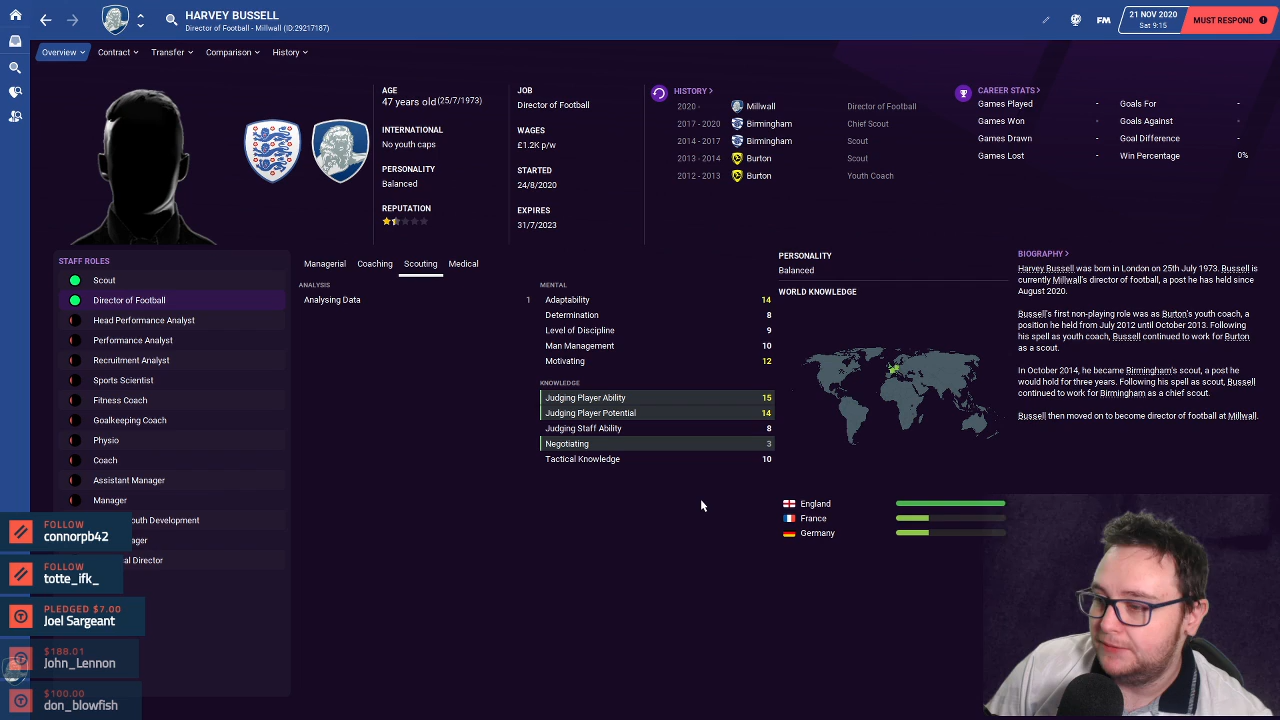 HARVEY BUSSELL
Director of Football - Millwall (ID:29217187)
FM
21 NOV 2020
Sat 9:15
MUST RESPOND
Overview
Contract
Transfer
Comparison
History
AGE
47 years old (25/7/1973)
INTERNATIONAL
No youth caps
PERSONALITY
Balanced
REPUTATION
JOB
Director of Football
WAGES
£1.2K p/w
STARTED
24/8/2020
EXPIRES
31/7/2023
HISTORY
2020 - Millwall Director of Football
2017 - 2020 Birmingham Chief Scout
2014 - 2017 Birmingham Scout
2013 - 2014 Burton Scout
2012 - 2013 Burton Youth Coach
CAREER STATS
Games Played - Goals For -
Games Won - Goals Against -
Games Drawn - Goal Difference -
Games Lost - Win Percentage 0%
STAFF ROLES
Scout
Director of Football
Head Performance Analyst
Performance Analyst
Recruitment Analyst
Sports Scientist
Fitness Coach
Goalkeeping Coach
Physio
Coach
Assistant Manager
Manager
outh Development
ager
al Director
Managerial
Coaching
Scouting
Medical
ANALYSIS
Analysing Data 1
MENTAL
Adaptability 14
Determination 8
Level of Discipline 9
Man Management 10
Motivating 12
KNOWLEDGE
Judging Player Ability 15
Judging Player Potential 14
Judging Staff Ability 8
Negotiating 3
Tactical Knowledge 10
PERSONALITY
Balanced
WORLD KNOWLEDGE
England
France
Germany
BIOGRAPHY
Harvey Bussell was born in London on 25th July 1973. Bussell is
currently Millwall's director of football, a post he has held since
August 2020.
Bussell's first non-playing role was as Burton's youth coach, a
position he held from July 2012 until October 2013. Following
his spell as youth coach, Bussell continued to work for Burton
as a scout.
In October 2014, he became Birmingham's scout, a post he
would hold for three years. Following his spell as scout, Bussell
continued to work for Birmingham as a chief scout.
Bussell then moved on to become director of football at Millwall.
FOLLOW
connorpb42
FOLLOW
totte_ifk_
PLEDGED $7.00
Joel Sargeant
$188.01
John_Lennon
$100.00
don_blowfish